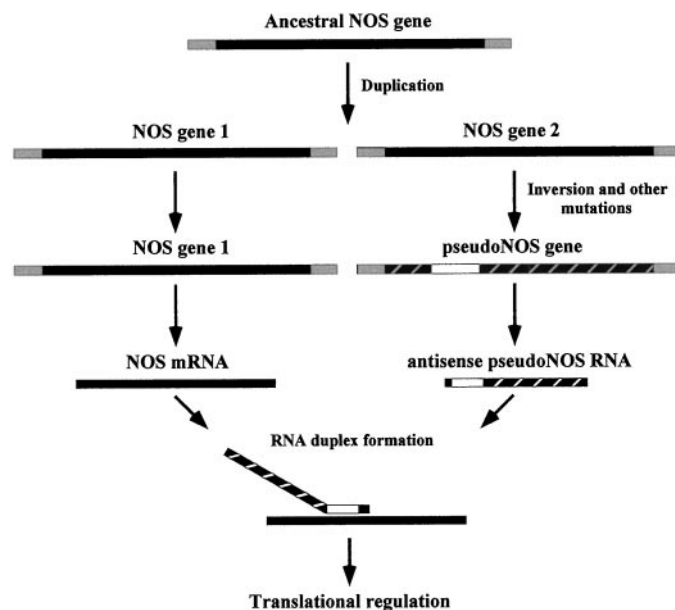 Ancestral NOS gene
Duplication
NOS gene 1
NOS gene 2
Inversion and other
mutations
NOS gene 1
pseudoNOS gene
NOS mRNA
antisense pseudoNOS RNA
RNA duplex formation
Translational regulation